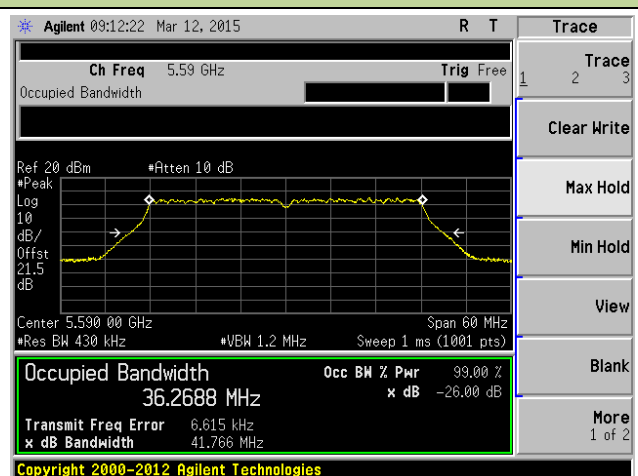 Agilent 09:12:22 Mar 12, 2015 R T
Trace
Ch Freq 5.59 GHz Trig Free
Occupied Bandwidth
Trace
1 2 3
Clear Write
Max Hold
Min Hold
View
Blank
More
1 of 2
Ref 20 dBm #Atten 10 dB
#Peak
Log
10
dB/
Offst
21.5
dB
Center 5.590 00 GHz Span 60 MHz
#Res BW 430 kHz #VBW 1.2 MHz Sweep 1 ms (1001 pts)
Occupied Bandwidth Occ BW % Pwr 99.00 %
36.2688 MHz x dB -26.00 dB
Transmit Freq Error 6.615 kHz
x dB Bandwidth 41.766 MHz
Copyright 2000-2012 Agilent Technologies